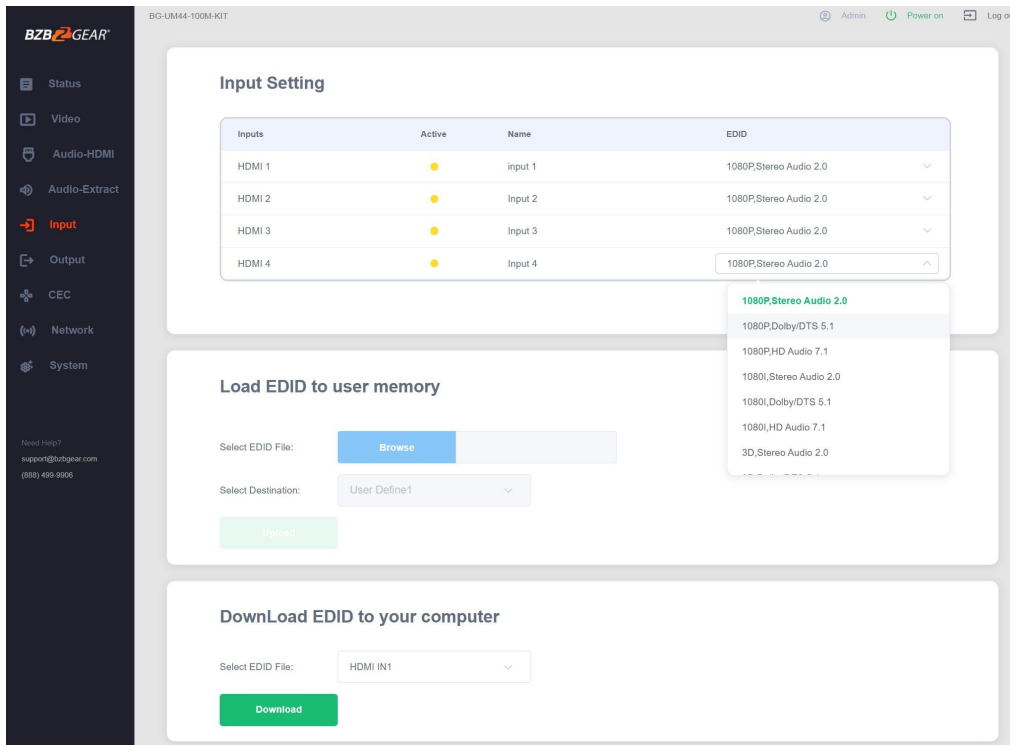 BG-UM44-100M-KIT
Admin
Power on
Log ou
BZBGEAR
Status
Video
Audio-HDMI
Audio-Extract
Input
Output
CEC
Network
System
Need Help?
support@bzbgear.com
(888) 499-9906
Input Setting
Inputs Active Name EDID
HDMI 1 input 1 1080P,Stereo Audio 2.0
HDMI 2 Input 2 1080P,Stereo Audio 2.0
HDMI 3 Input 3 1080P,Stereo Audio 2.0
HDMI 4 Input 4 1080P,Stereo Audio 2.0
1080P,Stereo Audio 2.0
1080P,Dolby/DTS 5.1
1080P,HD Audio 7.1
1080I,Stereo Audio 2.0
1080I,Dolby/DTS 5.1
1080I,HD Audio 7.1
3D,Stereo Audio 2.0
Load EDID to user memory
Select EDID File: Browse
Select Destination: User Define1
Upload
DownLoad EDID to your computer
Select EDID File: HDMI IN1
Download